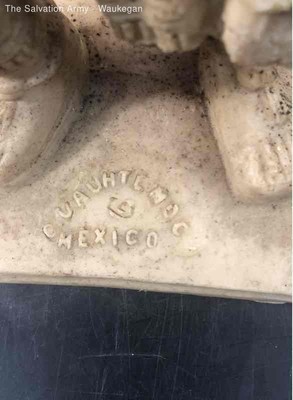 The Salvation Army - Waukegan
CUAUHTEMOC
MEXICO